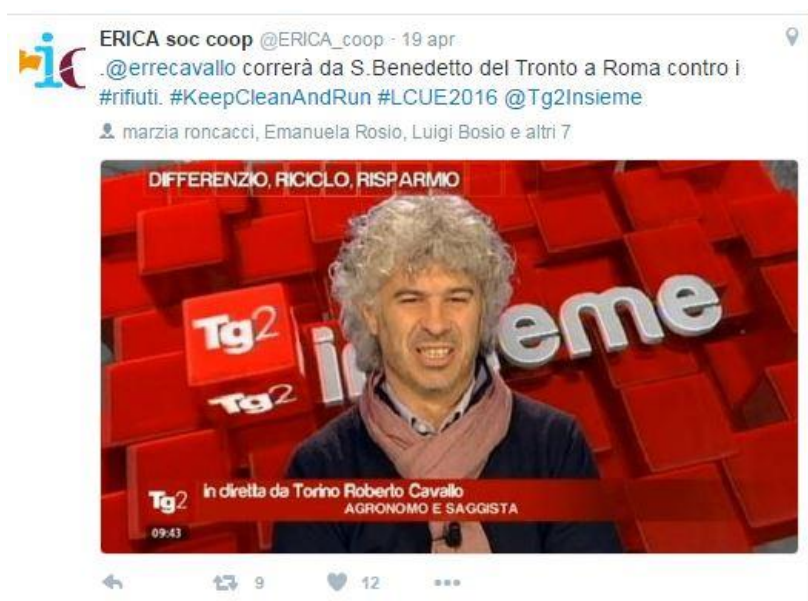 ERICA soc coop @ERICA_coop · 19 apr
.@errecavallo correrà da S.Benedetto del Tronto a Roma contro i
#rifiuti. #KeepCleanAndRun #LCUE2016 @Tg2Insieme
marzia roncacci, Emanuela Rosio, Luigi Bosio e altri 7
DIFFERENZIO, RICICLO, RISPARMIO
Tg2 insieme
Tg2
Tg2 in diretta da Torino Roberto Cavallo
AGRONOMO E SAGGISTA
09:43
9 12